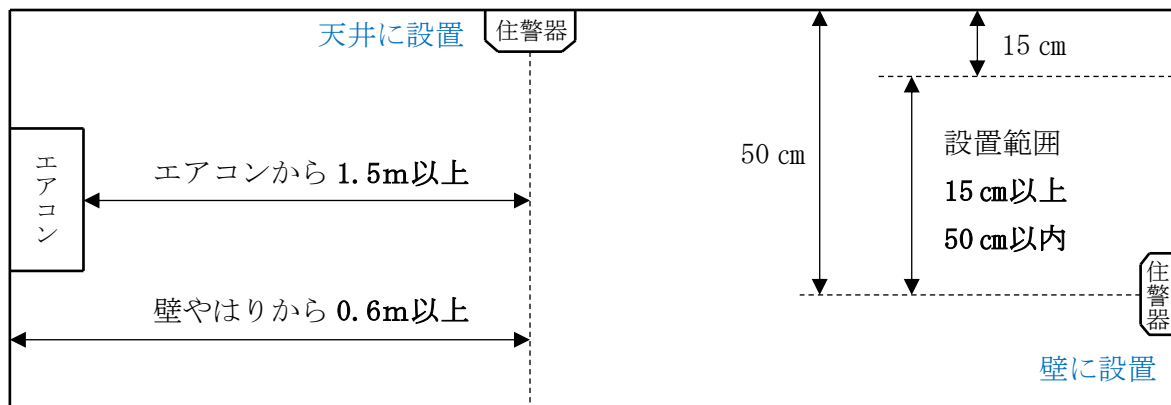 天井に設置
住警器
15 ㎝
50 ㎝
設置範囲
15 ㎝以上
50 ㎝以内
エアコン
エアコンから 1.5m以上
壁やはりから 0.6m以上
住警器
壁に設置